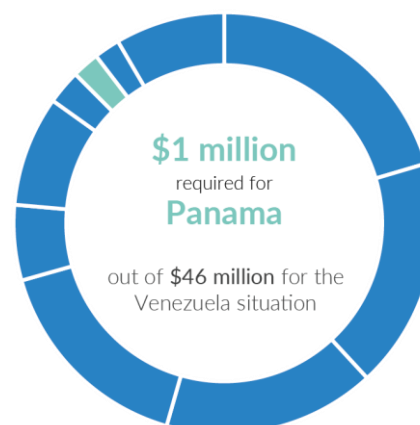 $1 million
required for
Panama
out of $46 million for the
Venezuela situation